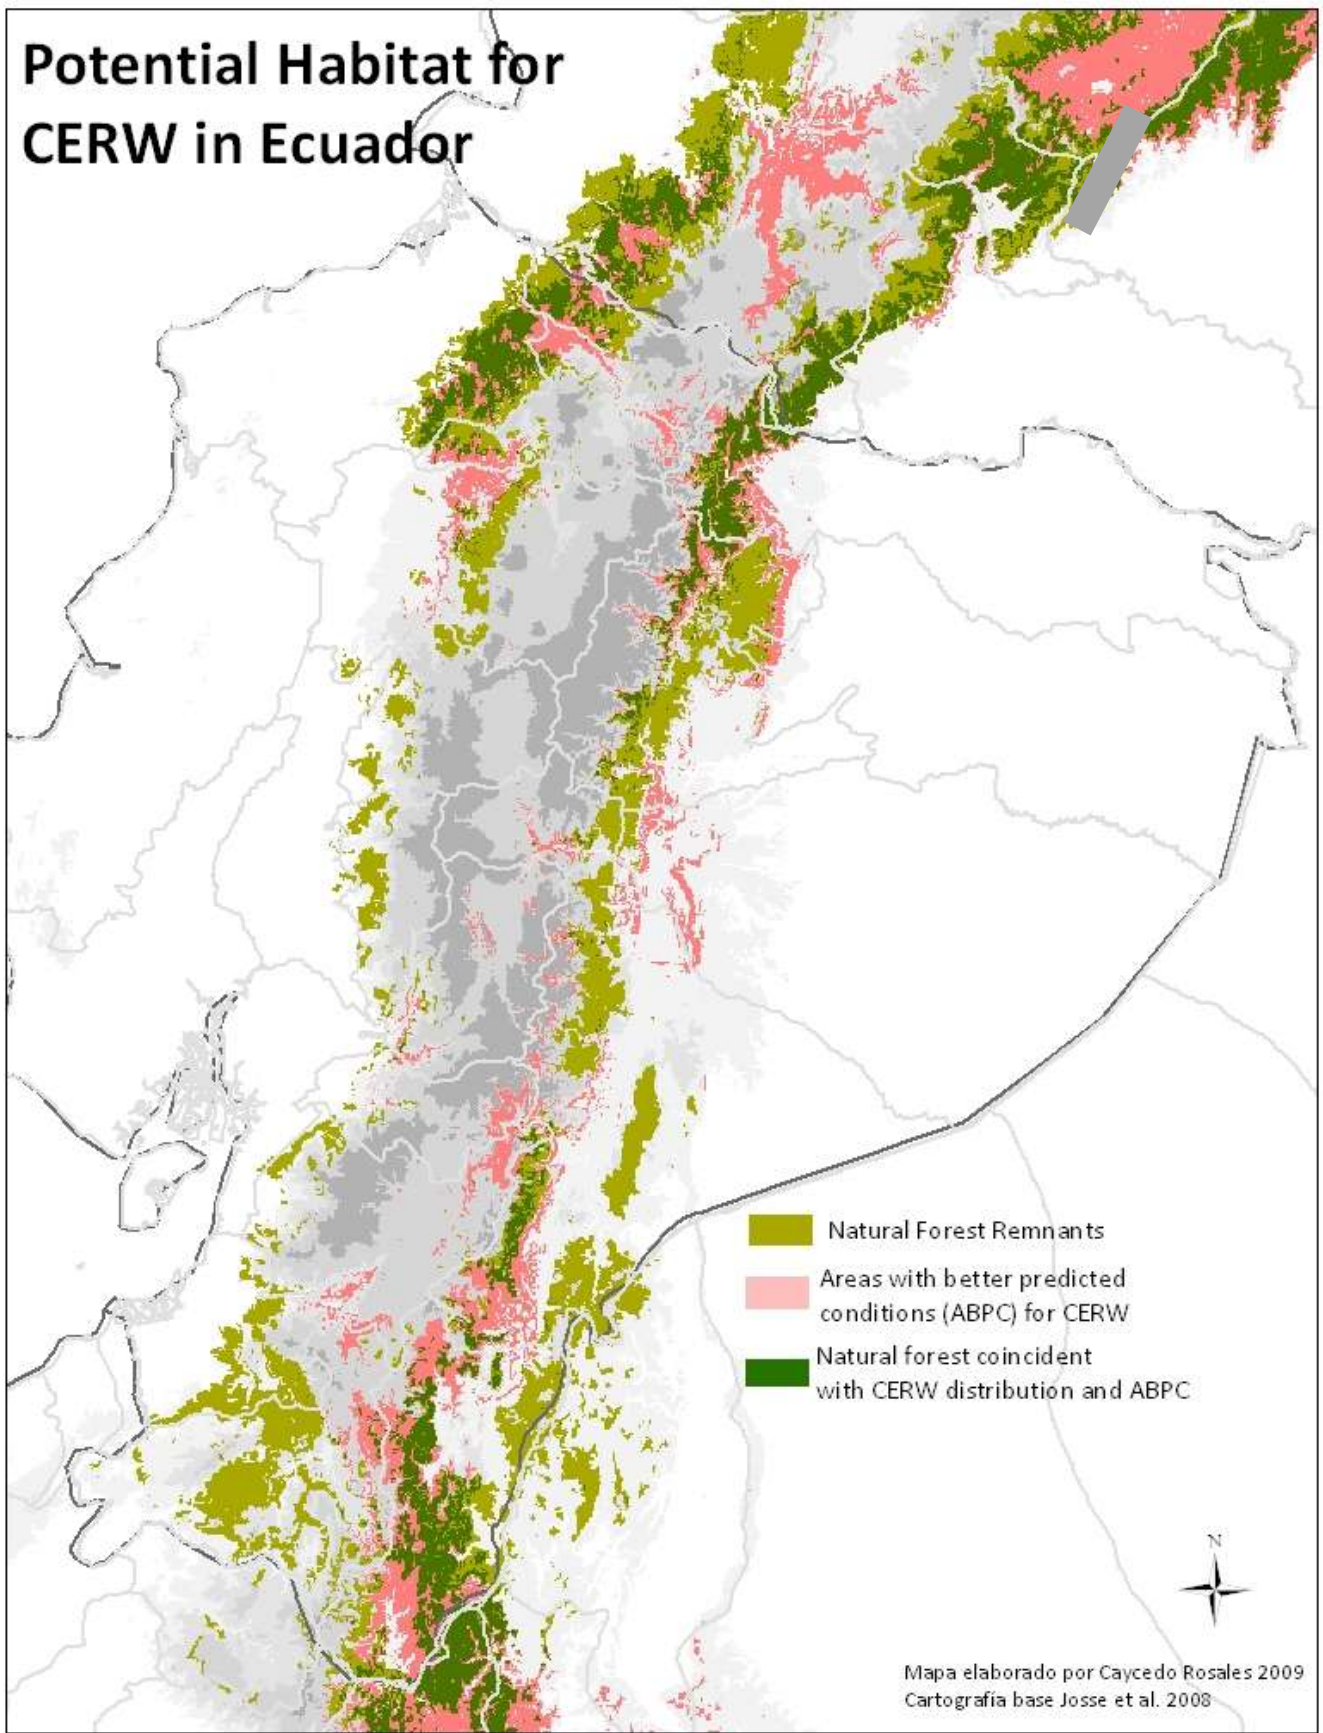 Potential Habitat for
CERW in Ecuador
Natural Forest Remnants
Areas with better predicted
conditions (ABPC) for CERW
Natural forest coincident
with CERW distribution and ABPC
N
Mapa elaborado por Caycedo Rosales 2009
Cartografía base Josse et al. 2008